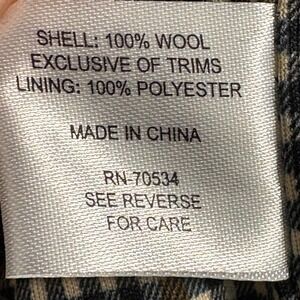 SHELL: 100% WOOL
EXCLUSIVE OF TRIMS
LINING: 100% POLYESTER
MADE IN CHINA
RN 70534
SEE REVERSE
FOR CARE